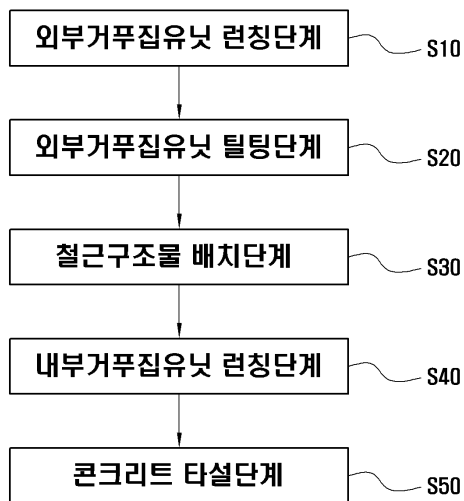 외부거푸집유닛 런칭단계 S10
외부거푸집유닛 틸팅단계 S20
철근구조물 배치단계 S30
내부거푸집유닛 런칭단계 S40
콘크리트 타설단계 S50